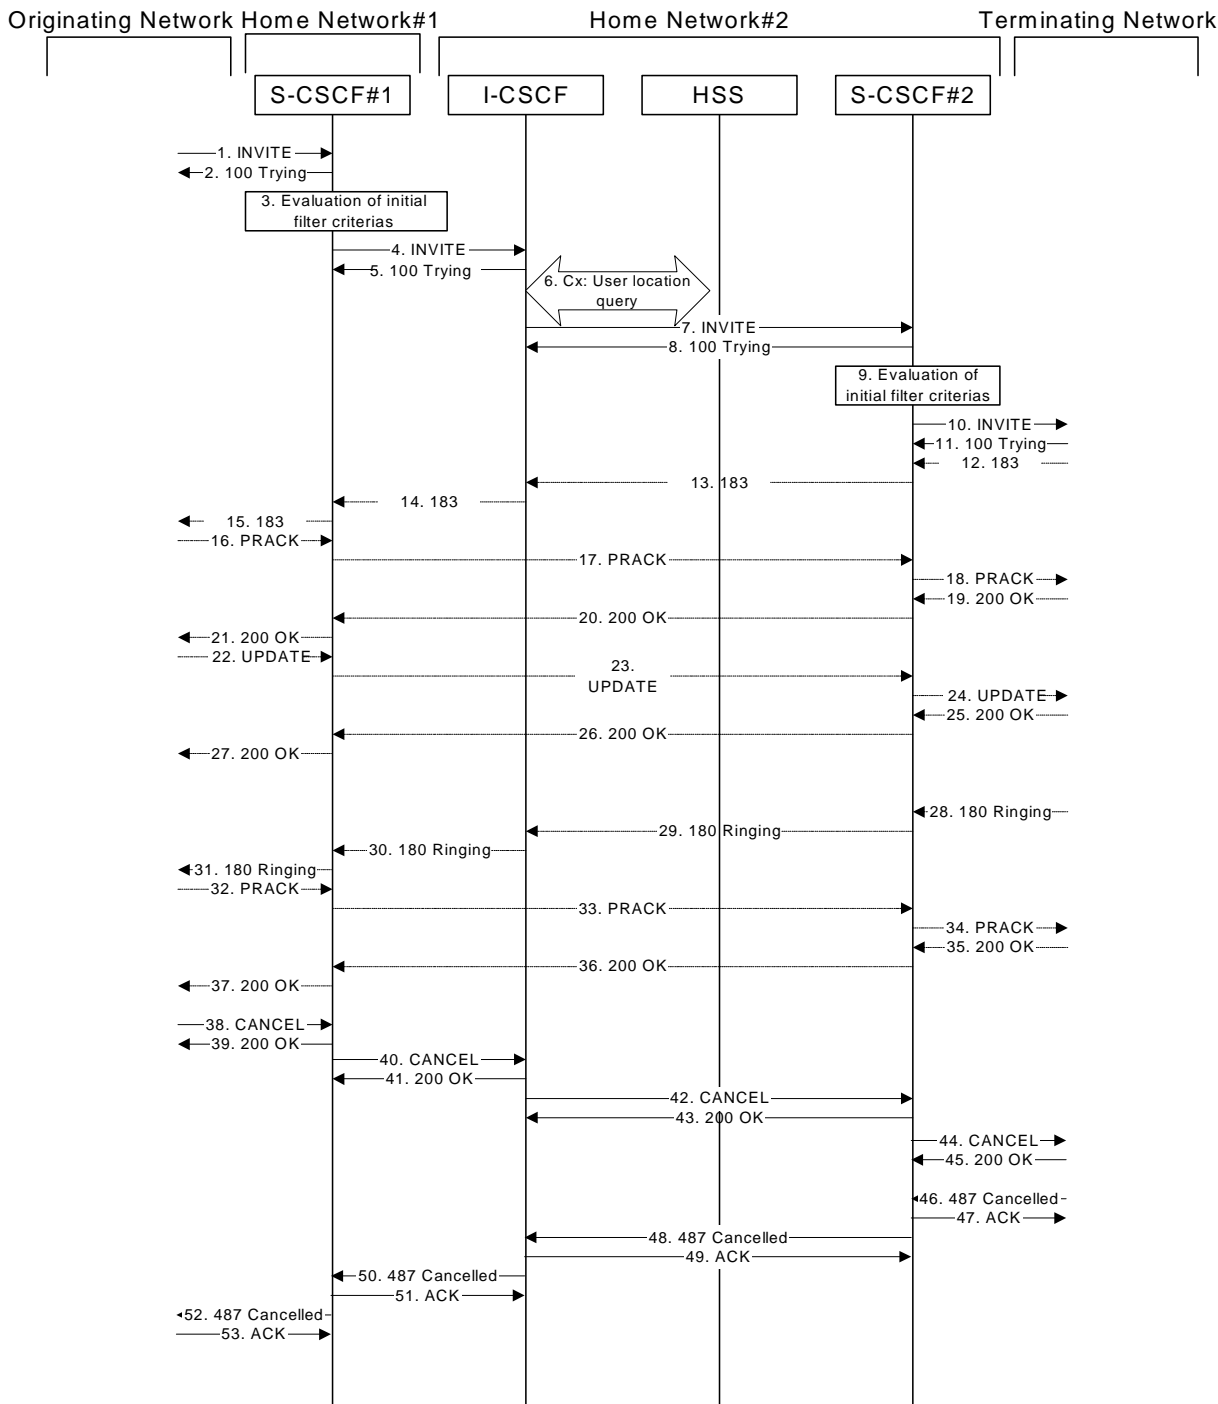 Originating Network Home Network#1 Home Network#2 Terminating Network
S-CSCF#1 I-CSCF HSS S-CSCF#2
1. INVITE
2. 100 Trying
3. Evaluation of initial
filter criterias
4. INVITE
5. 100 Trying
6. Cx: User location
query
7. INVITE
8. 100 Trying
9. Evaluation of
initial filter criterias
10. INVITE
11. 100 Trying
12. 183
13. 183
14. 183
15. 183
16. PRACK
17. PRACK
18. PRACK
19. 200 OK
20. 200 OK
21. 200 OK
22. UPDATE
23.
UPDATE
24. UPDATE
25. 200 OK
26. 200 OK
27. 200 OK
28. 180 Ringing
29. 180 Ringing
30. 180 Ringing
31. 180 Ringing
32. PRACK
33. PRACK
34. PRACK
35. 200 OK
36. 200 OK
37. 200 OK
38. CANCEL
39. 200 OK
40. CANCEL
41. 200 OK
42. CANCEL
43. 200 OK
44. CANCEL
45. 200 OK
46. 487 Cancelled
47. ACK
48. 487 Cancelled
49. ACK
50. 487 Cancelled
51. ACK
52. 487 Cancelled
53. ACK